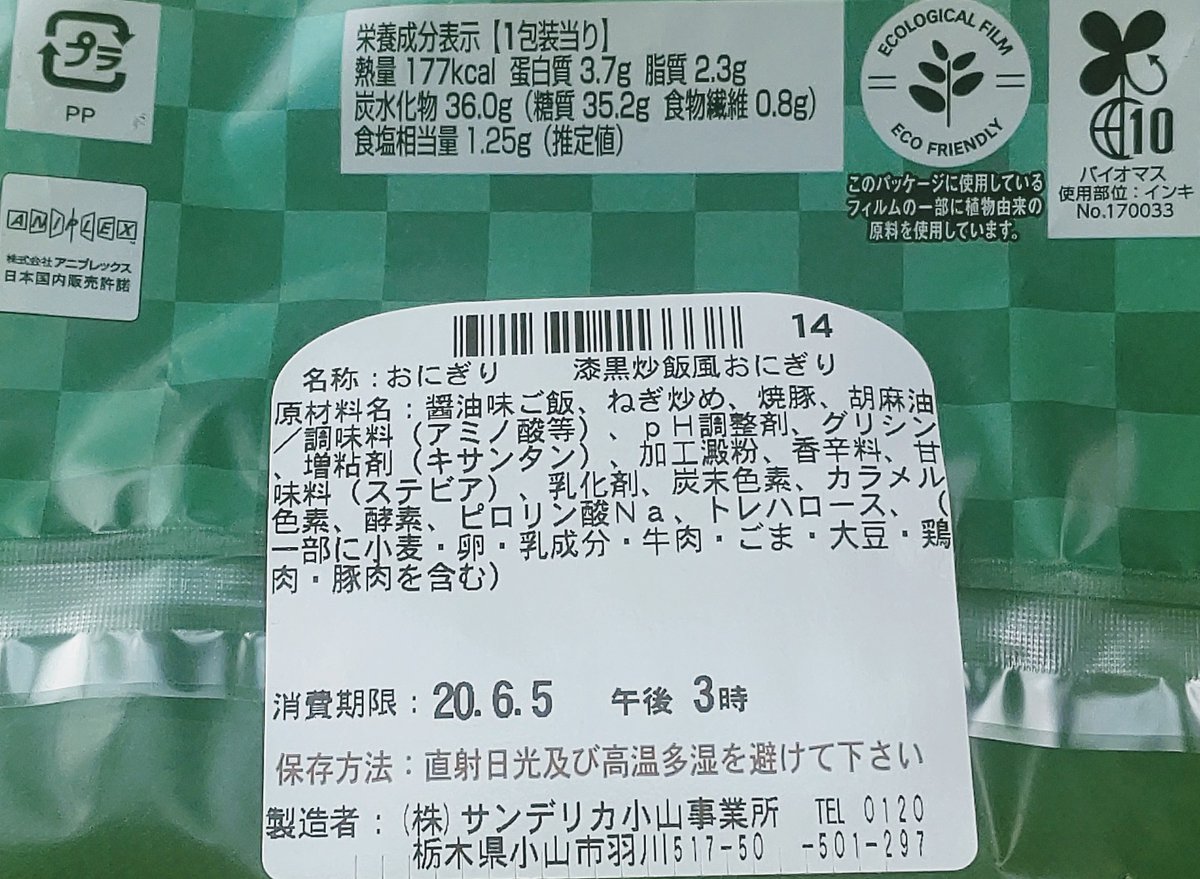 プラ
PP
栄養成分表示【1包装当り】
熱量 177kcal 蛋白質 3.7g 脂質 2.3g
炭水化物 36.0g（糖質 35.2g 食物繊維 0.8g）
食塩相当量 1.25g（推定値）
ECOLOGICAL FILM
ECO FRIENDLY
このパッケージに使用している
フィルムの一部に植物由来の
原料を使用しています。
10
バイオマス
使用部位：インキ
No.170033
ANIPLEX
株式会社 アニプレックス
日本国内販売許諾
14
名称：おにぎり　漆黒炒飯風おにぎり
原材料名：醤油味ご飯、ねぎ炒め、焼豚、胡麻油
／調味料（アミノ酸等）、ｐＨ調整剤、グリシン
、増粘剤（キサンタン）、加工澱粉、香辛料、甘
味料（ステビア）、乳化剤、炭末色素、カラメル
色素、酵素、ピロリン酸Ｎａ、トレハロース、（
一部に小麦・卵・乳成分・牛肉・ごま・大豆・鶏
肉・豚肉を含む）
消費期限：20.6.5　午後 3時
保存方法：直射日光及び高温多湿を避けて下さい
製造者：（株）サンデリカ小山事業所　TEL 0120
栃木県小山市羽川517-50　-501-297